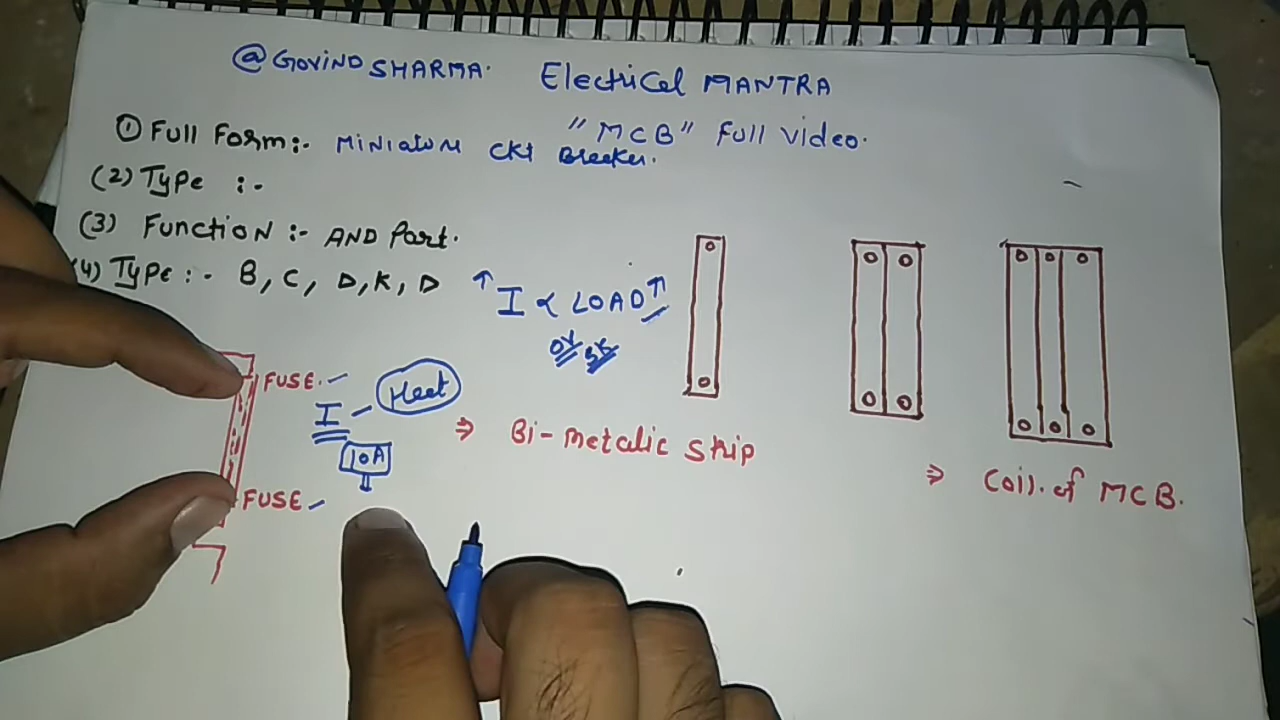 @GOVIND SHARMA. Electrical MANTRA
"MCB" Full Video.
① Full Form:- Miniature CKt Breaker.
(2) Type :-
(3) Function :- AND Part.
(4) Type :- B, C, D, K, D
↑ I ∝ LOAD ↑
FUSE.
I - Heat
10A
FUSE
⇒ Bi-metalic strip
⇒ Coil. of MCB.